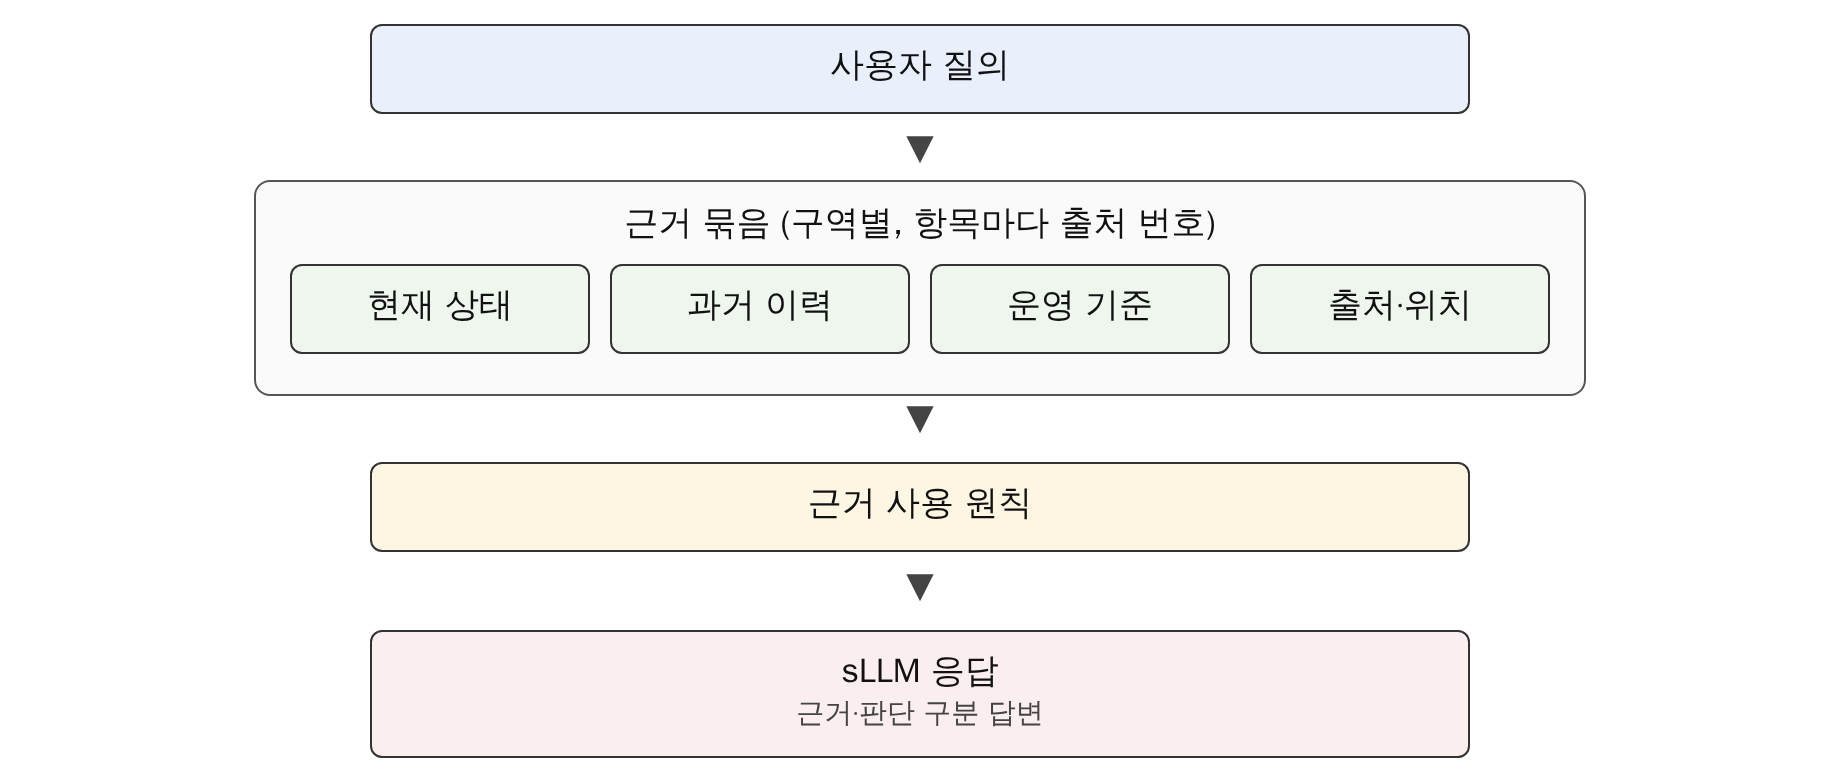 사용자 질의
근거 묶음 (구역별, 항목마다 출처 번호)
현재 상태
과거 이력
운영 기준
출처·위치
근거 사용 원칙
sLLM 응답
근거·판단 구분 답변